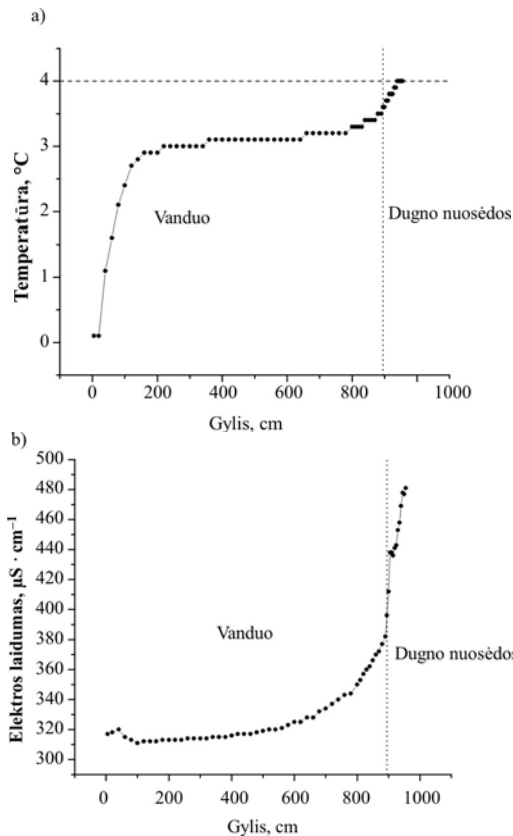 a)
4
3
2
1
0
Temperatūra, °C
Vanduo
Dugno nuosėdos
0 200 400 600 800 1000
Gylis, cm
b)
500
480
460
440
420
400
380
360
340
320
300
Elektros laidumas, µS · cm⁻¹
Vanduo
Dugno nuosėdos
0 200 400 600 800 1000
Gylis, cm